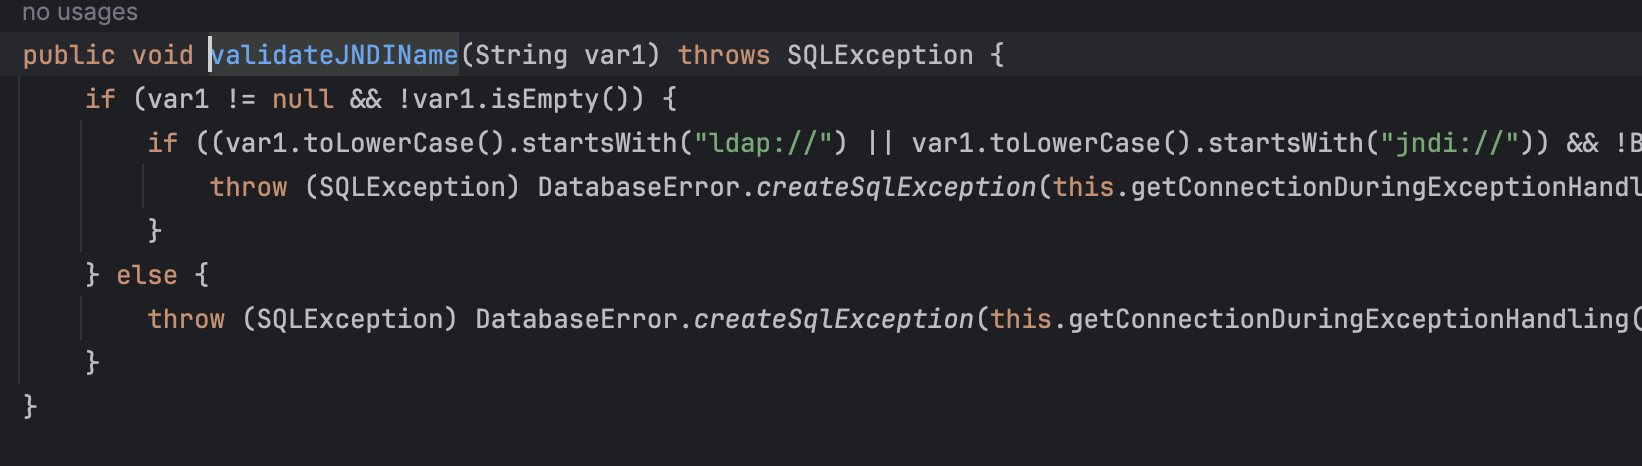 no usages
public void validateJNDIName(String var1) throws SQLException {
if (var1 != null && !var1.isEmpty()) {
if ((var1.toLowerCase().startsWith("ldap://") || var1.toLowerCase().startsWith("jndi://")) && !B
throw (SQLException) DatabaseError.createSqlException(this.getConnectionDuringExceptionHandl
}
} else {
throw (SQLException) DatabaseError.createSqlException(this.getConnectionDuringExceptionHandling(
}
}